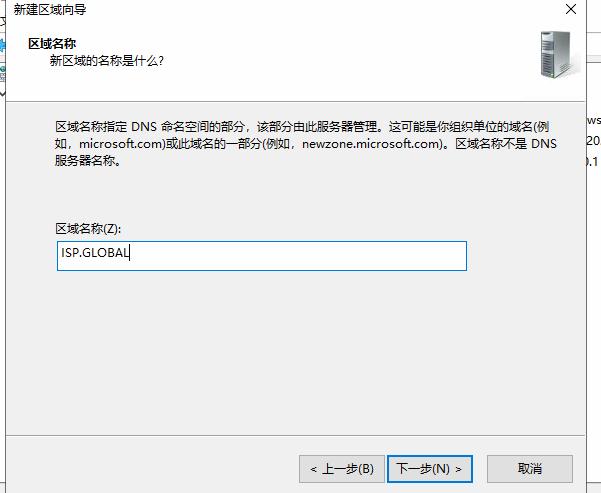 新建区域向导
区域名称
新区域的名称是什么?
区域名称指定 DNS 命名空间的部分，该部分由此服务器管理。这可能是你组织单位的域名(例
如，microsoft.com)或此域名的一部分(例如，newzone.microsoft.com)。区域名称不是 DNS
服务器名称。
区域名称(Z):
ISP.GLOBAL
< 上一步(B)
下一步(N) >
取消